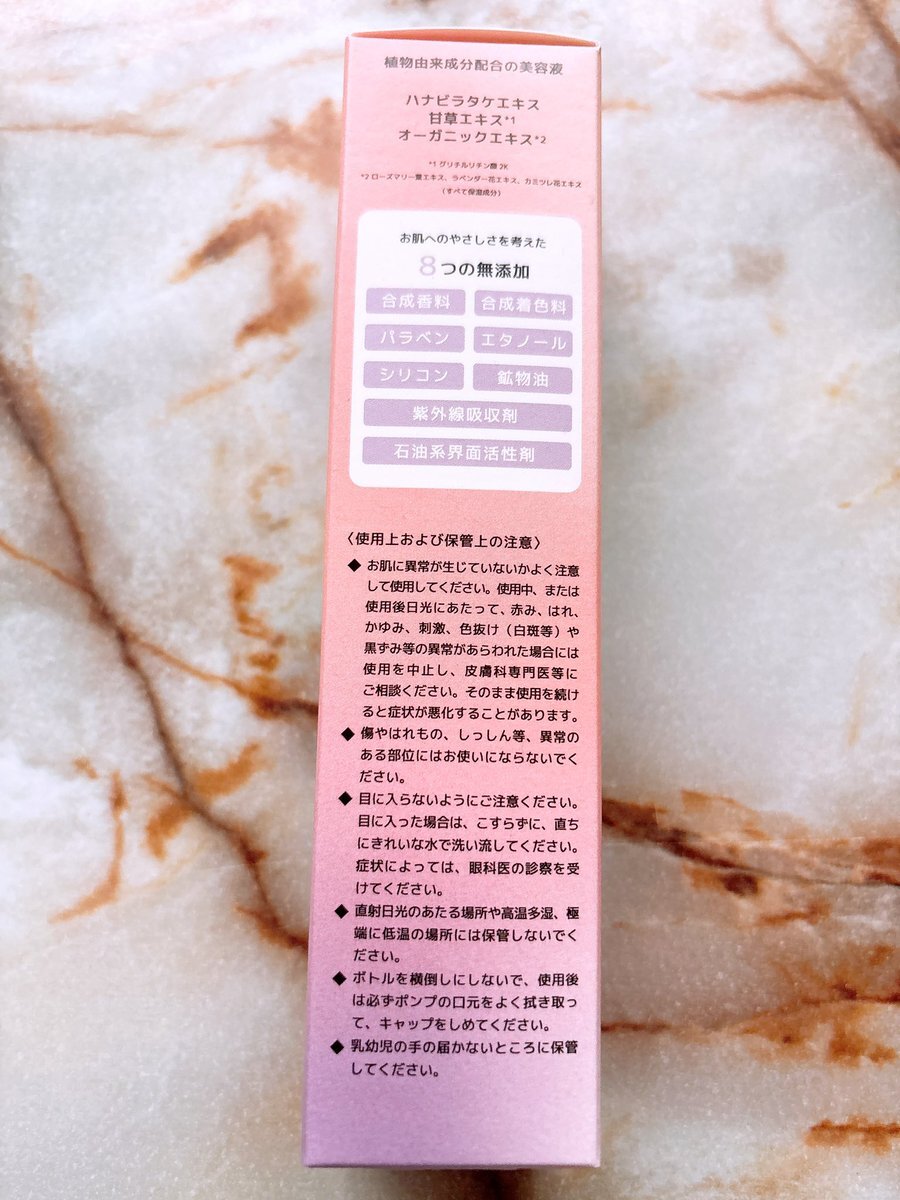 植物由来成分配合の美容液
ハナビラタケエキス
甘草エキス*1
オーガニックエキス*2
*1 グリチルリチン酸2K
*2 ローズマリー葉エキス、ラベンダー花エキス、カミツレ花エキス
(すべて保湿成分)
お肌へのやさしさを考えた
8つの無添加
合成香料 合成着色料
パラベン エタノール
シリコン 鉱物油
紫外線吸収剤
石油系界面活性剤
〈使用上および保管上の注意〉
◆ お肌に異常が生じていないかよく注意
して使用してください。使用中、または
使用後日光にあたって、赤み、はれ、
かゆみ、刺激、色抜け(白斑等)や
黒ずみ等の異常があらわれた場合には
使用を中止し、皮膚科専門医等に
ご相談ください。そのまま使用を続け
ると症状が悪化することがあります。
◆ 傷やはれもの、しっしん等、異常の
ある部位にはお使いにならないでく
ださい。
◆ 目に入らないようにご注意ください。
目に入った場合は、こすらずに、直ち
にきれいな水で洗い流してください。
症状によっては、眼科医の診察を受
けてください。
◆ 直射日光のあたる場所や高温多湿、極
端に低温の場所には保管しないでく
ださい。
◆ ボトルを横倒しにしないで、使用後
は必ずポンプの口元をよく拭き取っ
て、キャップをしめてください。
◆ 乳幼児の手の届かないところに保管
してください。